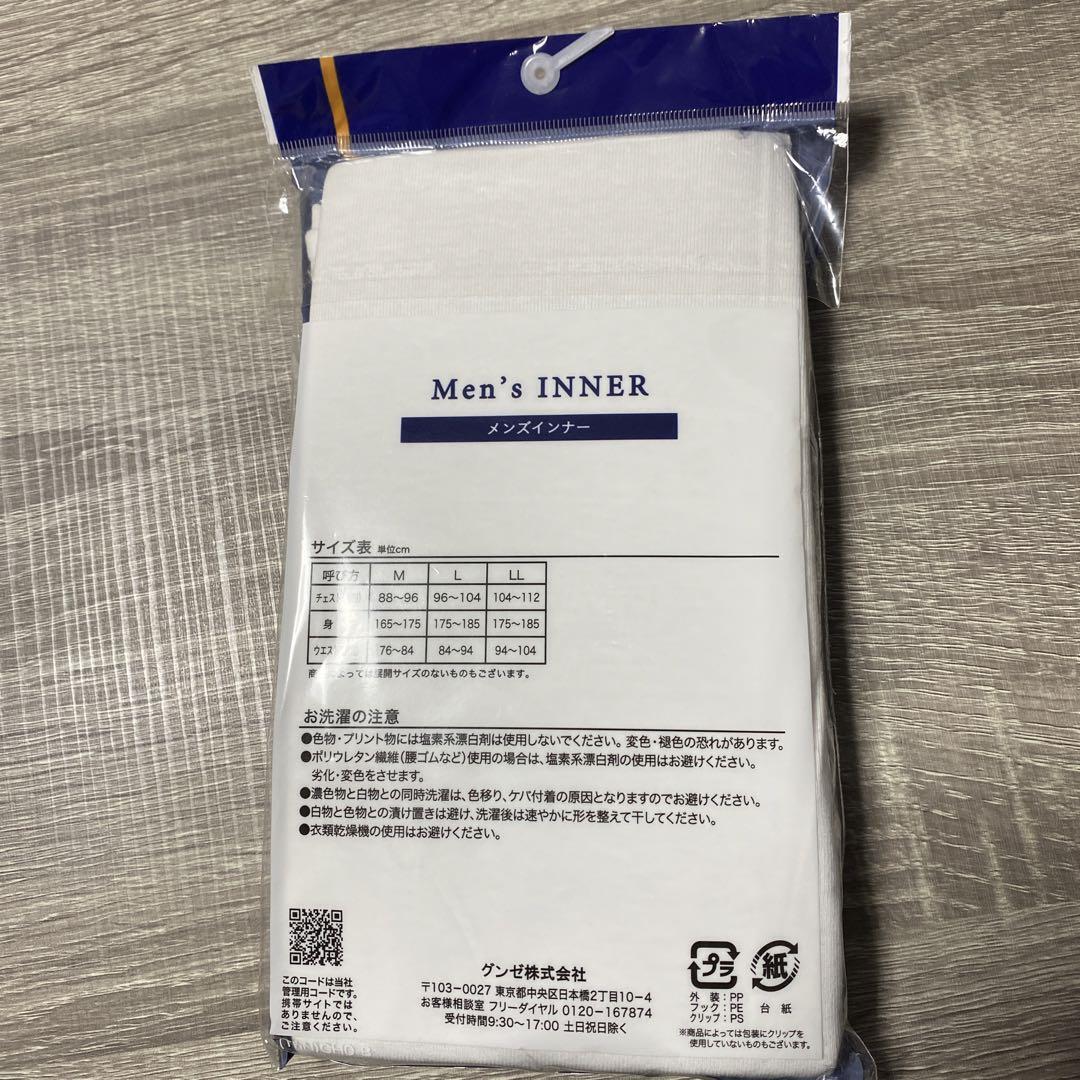 Men's INNER
メンズインナー
サイズ表 単位cm
呼び方 M L LL
チェスト 88～96 96～104 104～112
身 165～175 175～185 175～185
ウエスト 76～84 84～94 94～104
商 によっては展開サイズのないものもございます。
お洗濯の注意
●色物・プリント物には塩素系漂白剤は使用しないでください。変色・褪色の恐れがあります。
●ポリウレタン繊維(腰ゴムなど)使用の場合は、塩素系漂白剤の使用はお避けください。
劣化・変色をさせます。
●濃色物と白物との同時洗濯は、色移り、ケバ付着の原因となりますのでお避けください。
●白物と色物との漬け置きは避け、洗濯後は速やかに形を整えて干してください。
●衣類乾燥機の使用はお避けください。
このコードは当社
管理用コードです。
携帯サイトでは
ありませんので、
ご注意ください。
グンゼ株式会社
〒103-0027 東京都中央区日本橋2丁目10-4
お客様相談室 フリーダイヤル 0120-167874
受付時間9:30～17:00 土日祝日除く
プラ 紙
外装:PP
フック:PE 台紙
クリップ:PS
※商品によっては包装にクリップを
使用していないものもございます。